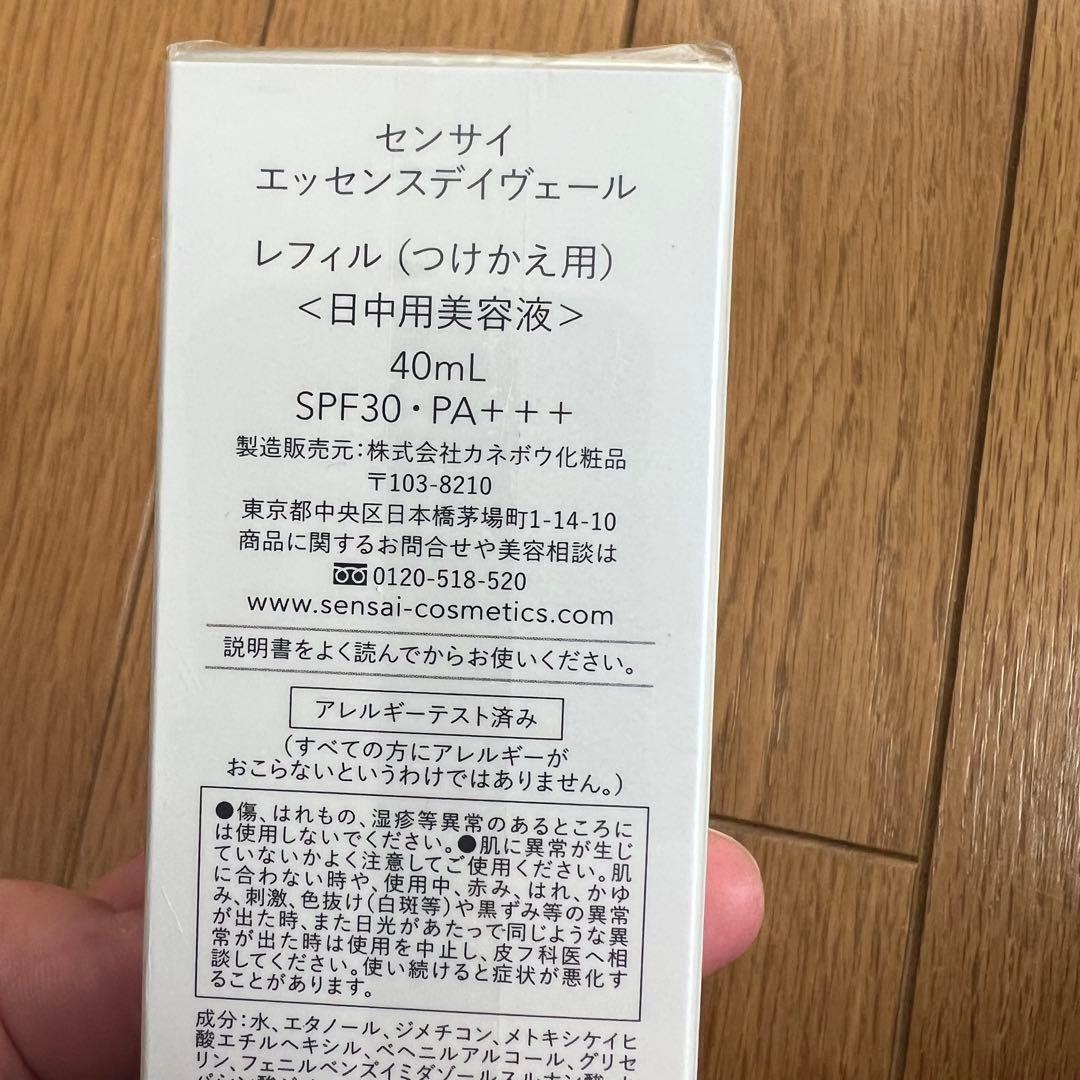 センサイ
エッセンスデイヴェール
レフィル（つけかえ用）
＜日中用美容液＞
40mL
SPF30・PA＋＋＋
製造販売元：株式会社カネボウ化粧品
〒103-8210
東京都中央区日本橋茅場町1-14-10
商品に関するお問合せや美容相談は
0120-518-520
www.sensai-cosmetics.com
説明書をよく読んでからお使いください。
アレルギーテスト済み
（すべての方にアレルギーが
おこらないというわけではありません。）
●傷、はれもの、湿疹等異常のあるところに
は使用しないでください。●肌に異常が生じ
ていないかよく注意してご使用ください。肌
に合わない時や、使用中、赤み、はれ、かゆ
み、刺激、色抜け（白斑等）や黒ずみ等の異常
が出た時、また日光があたって同じような異
常が出た時は使用を中止し、皮フ科医へ相
談してください。使い続けると症状が悪化す
ることがあります。
成分：水、エタノール、ジメチコン、メトキシケイヒ
酸エチルヘキシル、ベヘニルアルコール、グリセ
リン、フェニルベンズイミダゾールスルホン酸、